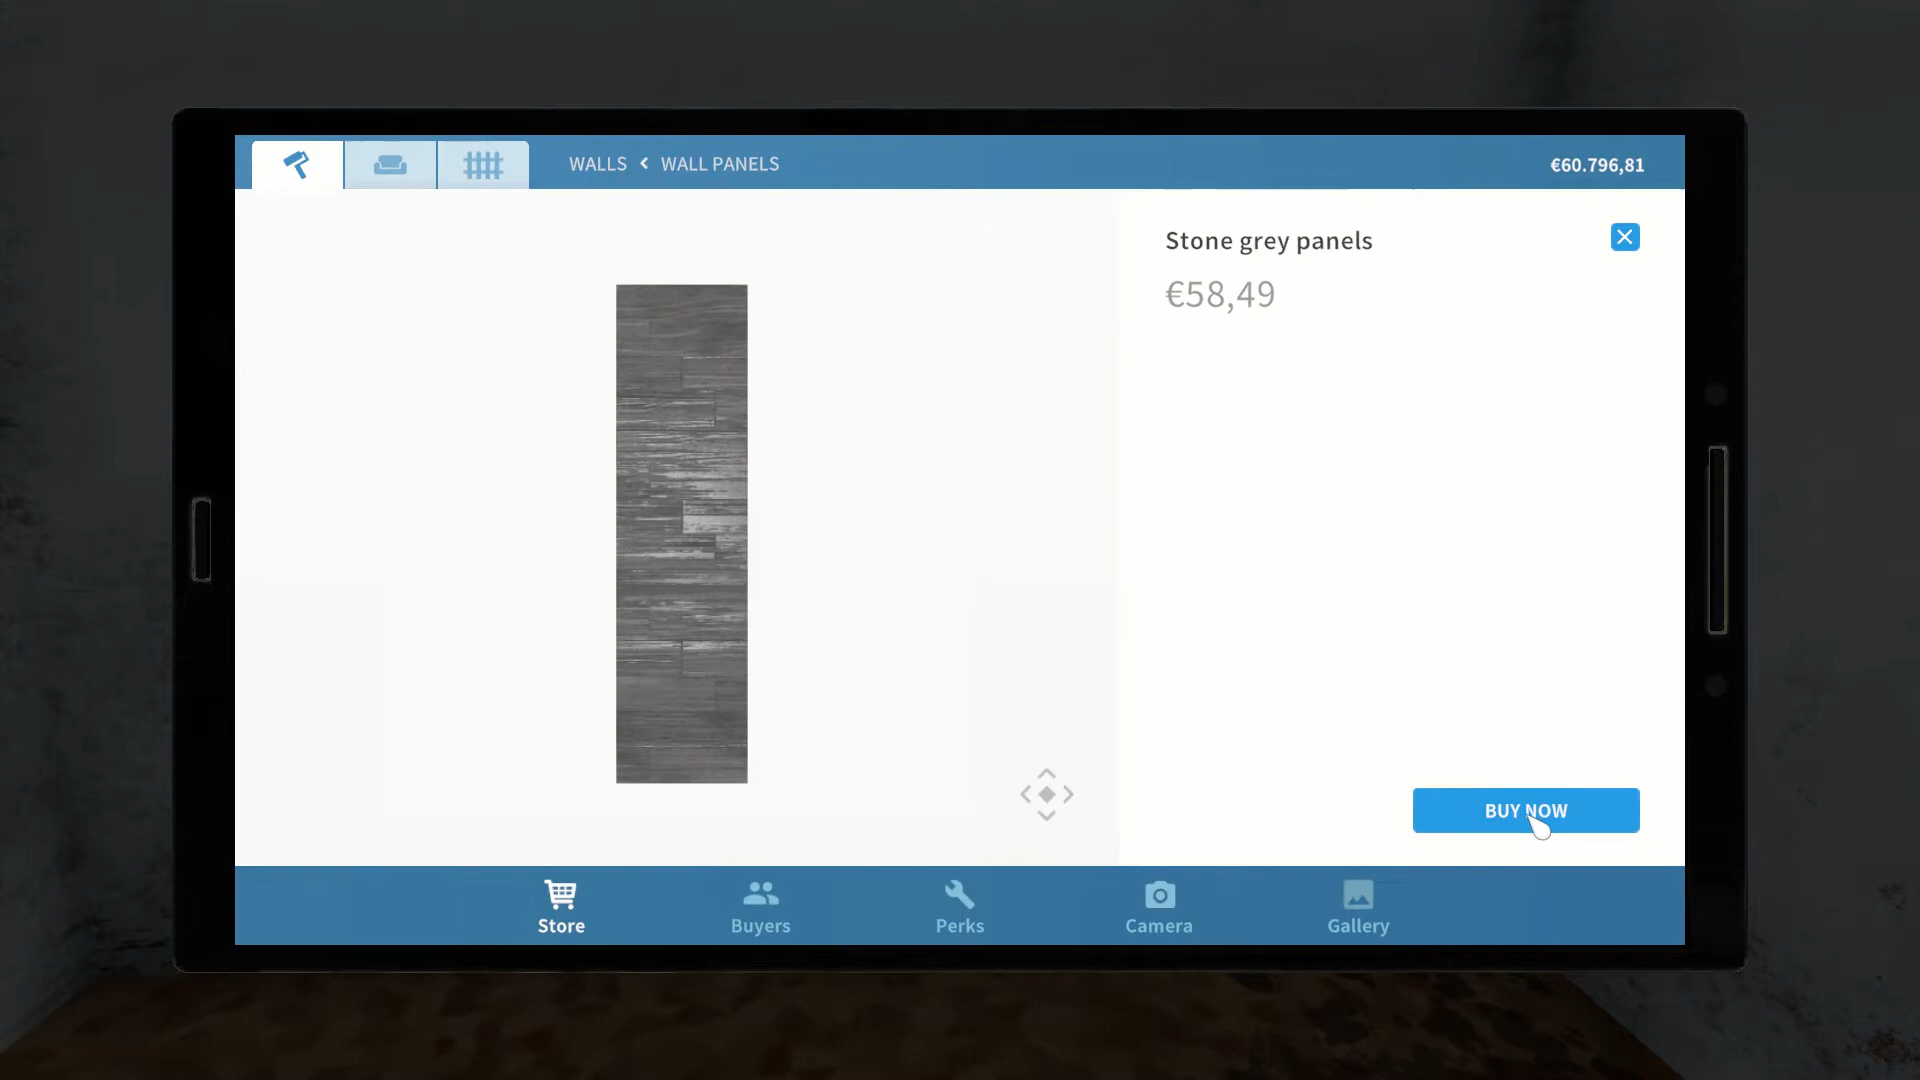 WALLS < WALL PANELS
€60.796,81
Stone grey panels
€58,49
BUY NOW
Store
Buyers
Perks
Camera
Gallery